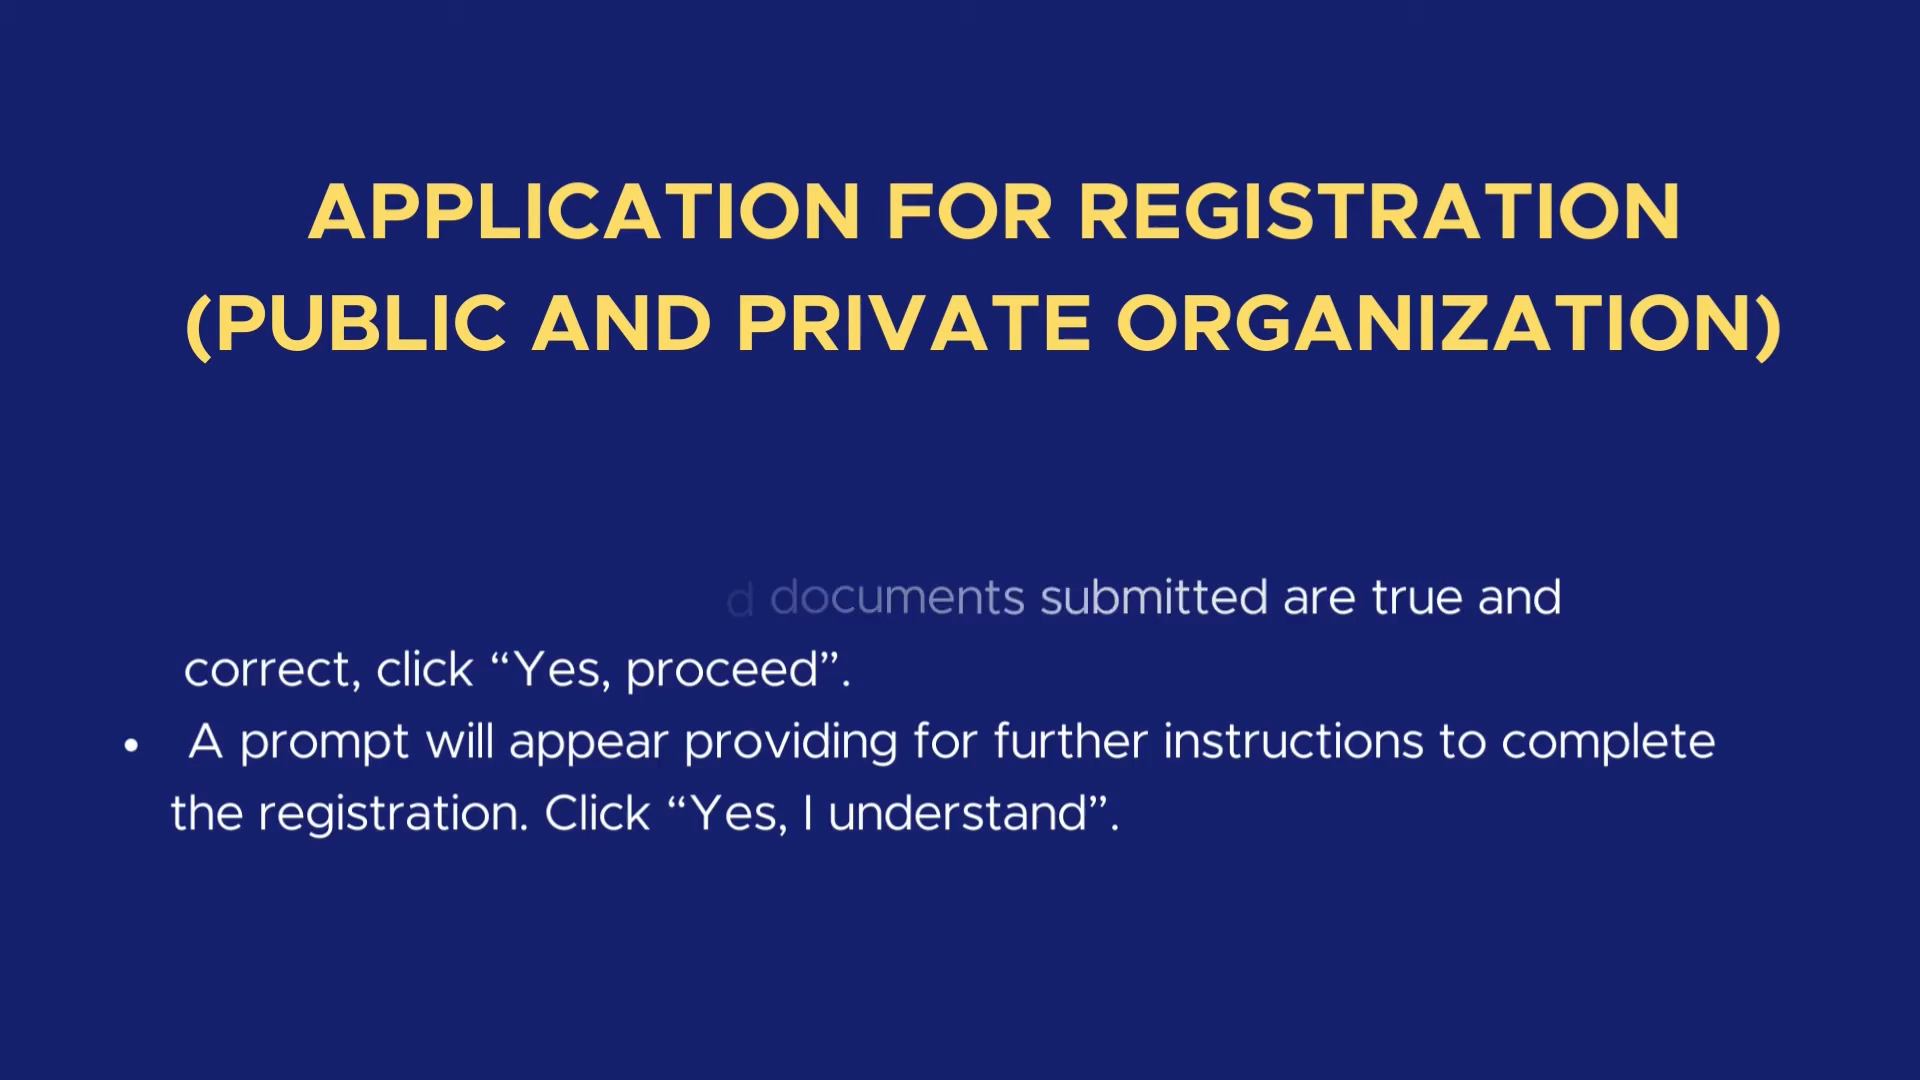 APPLICATION FOR REGISTRATION
(PUBLIC AND PRIVATE ORGANIZATION)
documents submitted are true and
correct, click “Yes, proceed”.
• A prompt will appear providing for further instructions to complete
the registration. Click “Yes, I understand”.